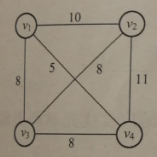 v₁ 10 v₂
8 5 8 11
v₃ 8 v₄